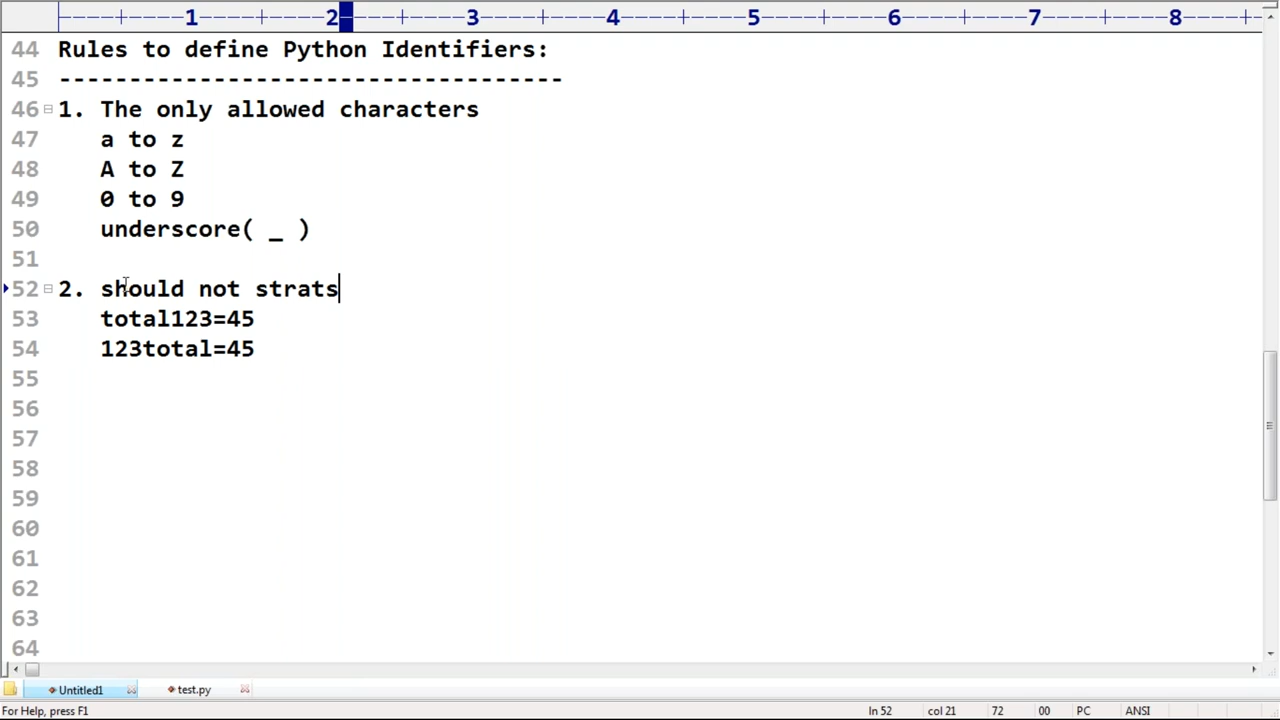 1 2 3 4 5 6 7 8
44 Rules to define Python Identifiers:
45 ------------------------------------
46 1. The only allowed characters
47 a to z
48 A to Z
49 0 to 9
50 underscore( _ )
51
52 2. should not strats
53 total123=45
54 123total=45
55
56
57
58
59
60
61
62
63
64
Untitled1 test.py
For Help, press F1 ln 52 col 21 72 00 PC ANSI